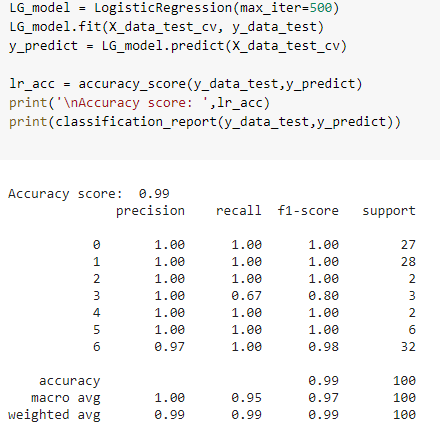 LG_model = LogisticRegression(max_iter=500)
LG_model.fit(X_data_test_cv, y_data_test)
y_predict = LG_model.predict(X_data_test_cv)
lr_acc = accuracy_score(y_data_test,y_predict)
print('\nAccuracy score: ',lr_acc)
print(classification_report(y_data_test,y_predict))
Accuracy score:  0.99
precision recall f1-score support
0 1.00 1.00 1.00 27
1 1.00 1.00 1.00 28
2 1.00 1.00 1.00 2
3 1.00 0.67 0.80 3
4 1.00 1.00 1.00 2
5 1.00 1.00 1.00 6
6 0.97 1.00 0.98 32
accuracy 0.99 100
macro avg 1.00 0.95 0.97 100
weighted avg 0.99 0.99 0.99 100